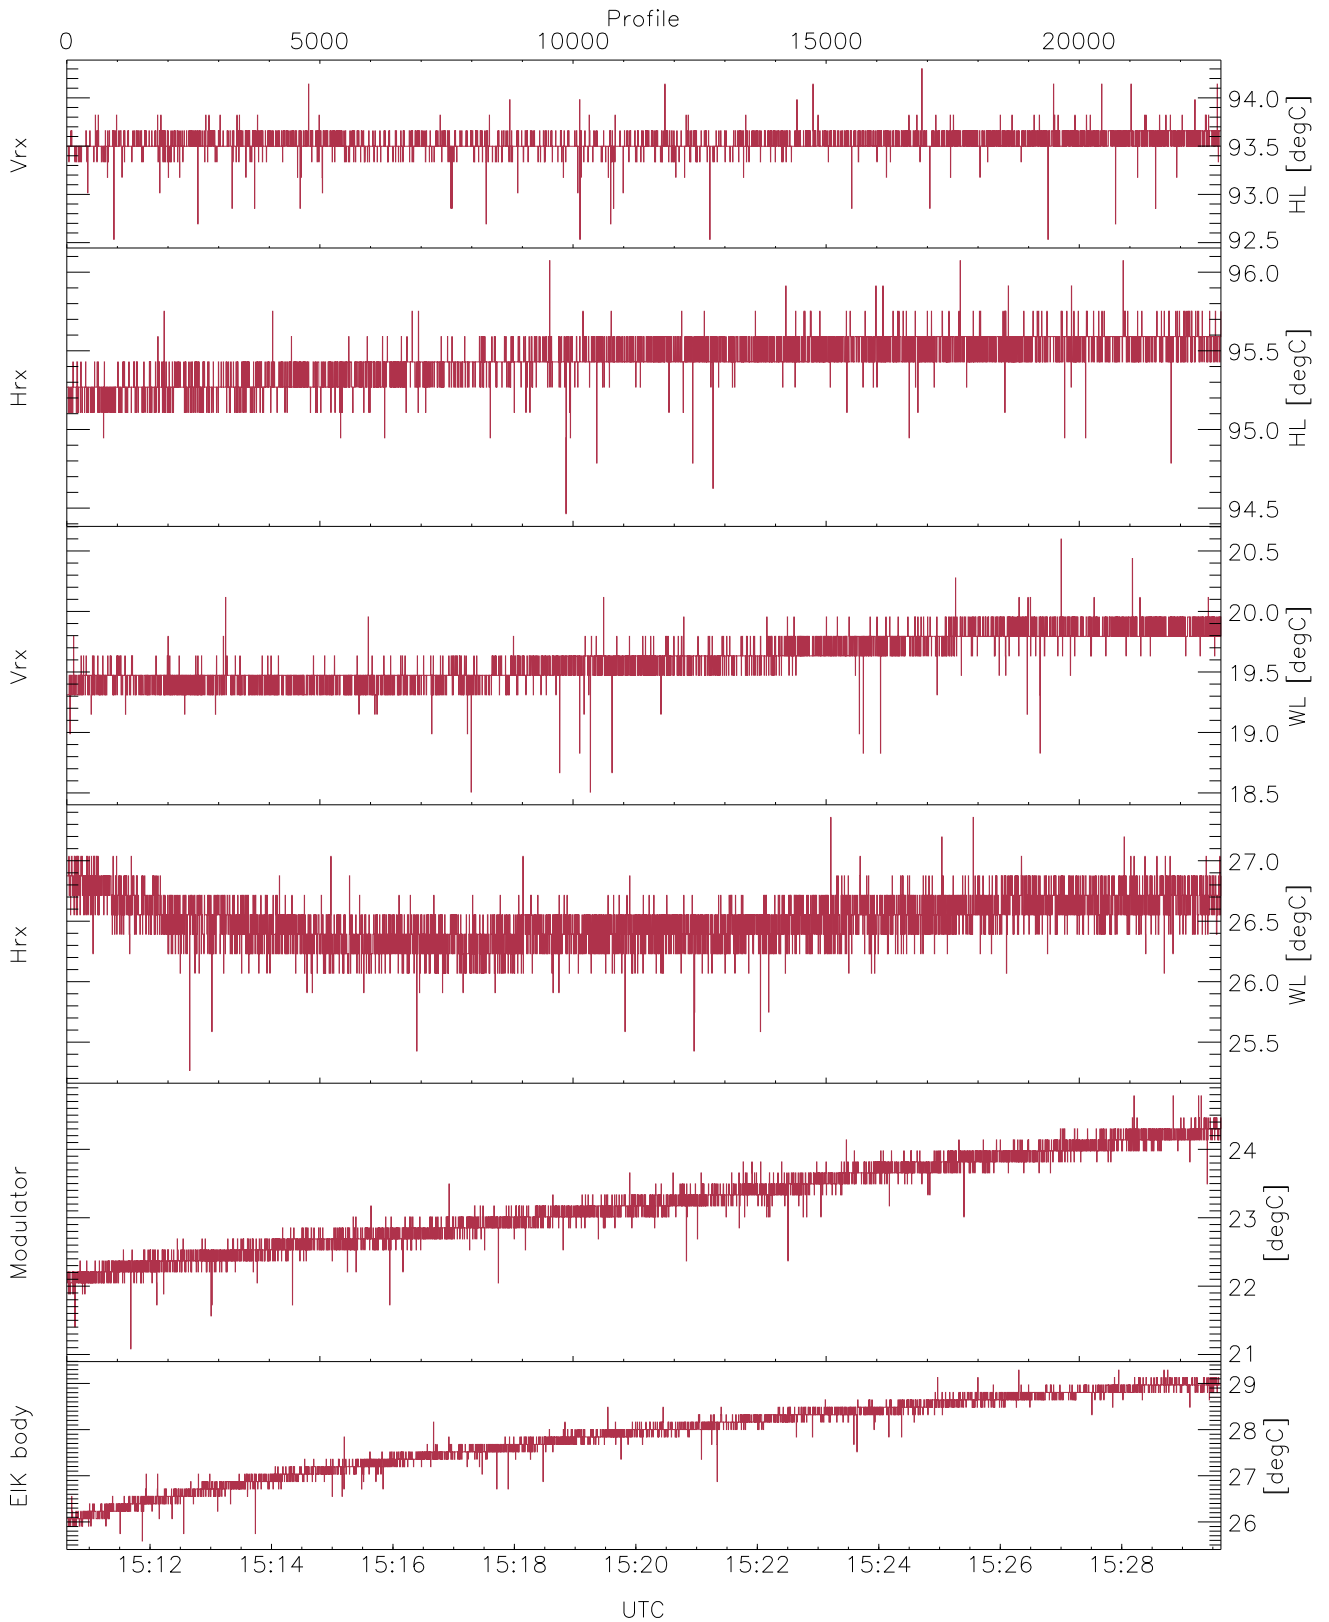 Profile
0 5000 10000 15000 20000
Vrx
94.0
93.5
93.0
92.5
HL [degC]
Hrx
96.0
95.5
95.0
94.5
HL [degC]
Vrx
20.5
20.0
19.5
19.0
18.5
WL [degC]
Hrx
27.0
26.5
26.0
25.5
WL [degC]
Modulator
24
23
22
21
[degC]
EIK body
29
28
27
26
[degC]
15:12 15:14 15:16 15:18 15:20 15:22 15:24 15:26 15:28
UTC